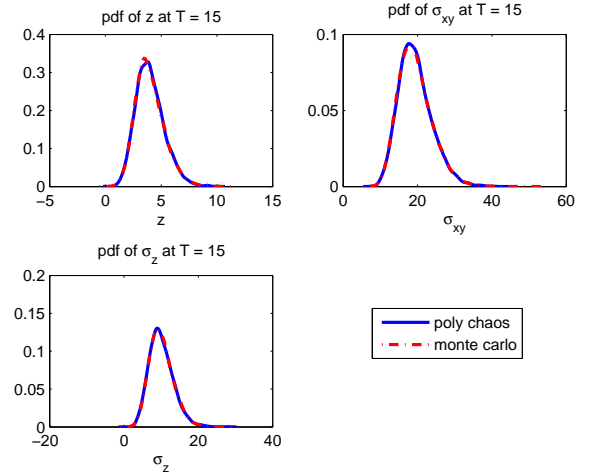 pdf of z at T = 15
0.4
0.3
0.2
0.1
0
−5 0 5 10 15
z
pdf of σxy at T = 15
0.1
0.05
0
0 20 40 60
σxy
pdf of σz at T = 15
0.2
0.15
0.1
0.05
0
−20 0 20 40
σz
poly chaos
monte carlo